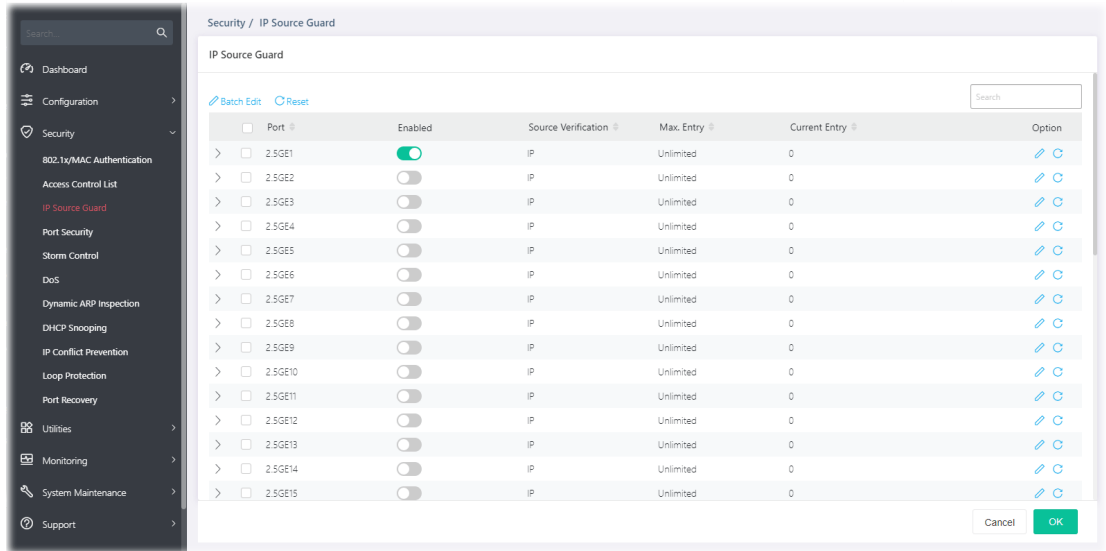 Search...
Dashboard
Configuration
Security
802.1x/MAC Authentication
Access Control List
IP Source Guard
Port Security
Storm Control
DoS
Dynamic ARP Inspection
DHCP Snooping
IP Conflict Prevention
Loop Protection
Port Recovery
Utilities
Monitoring
System Maintenance
Support
Security / IP Source Guard
IP Source Guard
Batch Edit Reset
Search
Port Enabled Source Verification Max. Entry Current Entry Option
2.5GE1 IP Unlimited 0
2.5GE2 IP Unlimited 0
2.5GE3 IP Unlimited 0
2.5GE4 IP Unlimited 0
2.5GE5 IP Unlimited 0
2.5GE6 IP Unlimited 0
2.5GE7 IP Unlimited 0
2.5GE8 IP Unlimited 0
2.5GE9 IP Unlimited 0
2.5GE10 IP Unlimited 0
2.5GE11 IP Unlimited 0
2.5GE12 IP Unlimited 0
2.5GE13 IP Unlimited 0
2.5GE14 IP Unlimited 0
2.5GE15 IP Unlimited 0
Cancel OK